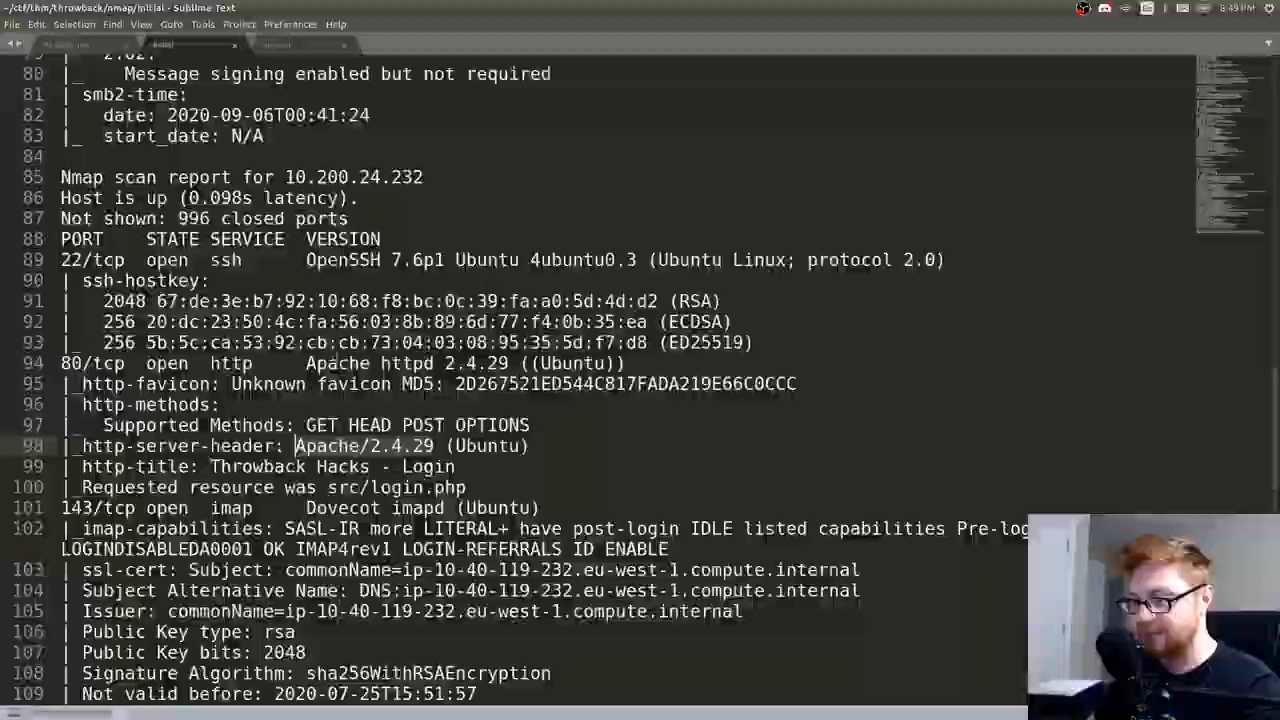 ~/ctf/thm/throwback/nmap/initial - Sublime Text
8:49 PM
File Edit Selection Find View Goto Tools Project Preferences Help
initial
79 2.02:
80 |_ Message signing enabled but not required
81 | smb2-time:
82 | date: 2020-09-06T00:41:24
83 |_ start_date: N/A
84
85 Nmap scan report for 10.200.24.232
86 Host is up (0.098s latency).
87 Not shown: 996 closed ports
88 PORT STATE SERVICE VERSION
89 22/tcp open ssh OpenSSH 7.6p1 Ubuntu 4ubuntu0.3 (Ubuntu Linux; protocol 2.0)
90 | ssh-hostkey:
91 | 2048 67:de:3e:b7:92:10:68:f8:bc:0c:39:fa:a0:5d:4d:d2 (RSA)
92 | 256 20:dc:23:50:4c:fa:56:03:8b:89:6d:77:f4:0b:35:ea (ECDSA)
93 |_ 256 5b:5c:ca:53:92:cb:cb:73:04:03:08:95:35:5d:f7:d8 (ED25519)
94 80/tcp open http Apache httpd 2.4.29 ((Ubuntu))
95 |_http-favicon: Unknown favicon MD5: 2D267521ED544C817FADA219E66C0CCC
96 | http-methods:
97 |_ Supported Methods: GET HEAD POST OPTIONS
98 |_http-server-header: Apache/2.4.29 (Ubuntu)
99 | http-title: Throwback Hacks - Login
100 |_Requested resource was src/login.php
101 143/tcp open imap Dovecot imapd (Ubuntu)
102 |_imap-capabilities: SASL-IR more LITERAL+ have post-login IDLE listed capabilities
LOGINDISABLEDA0001 OK IMAP4rev1 LOGIN-REFERRALS ID ENABLE
103 | ssl-cert: Subject: commonName=ip-10-40-119-232.eu-west-1.compute.internal
104 | Subject Alternative Name: DNS:ip-10-40-119-232.eu-west-1.compute.internal
105 | Issuer: commonName=ip-10-40-119-232.eu-west-1.compute.internal
106 | Public Key type: rsa
107 | Public Key bits: 2048
108 | Signature Algorithm: sha256WithRSAEncryption
109 | Not valid before: 2020-07-25T15:51:57